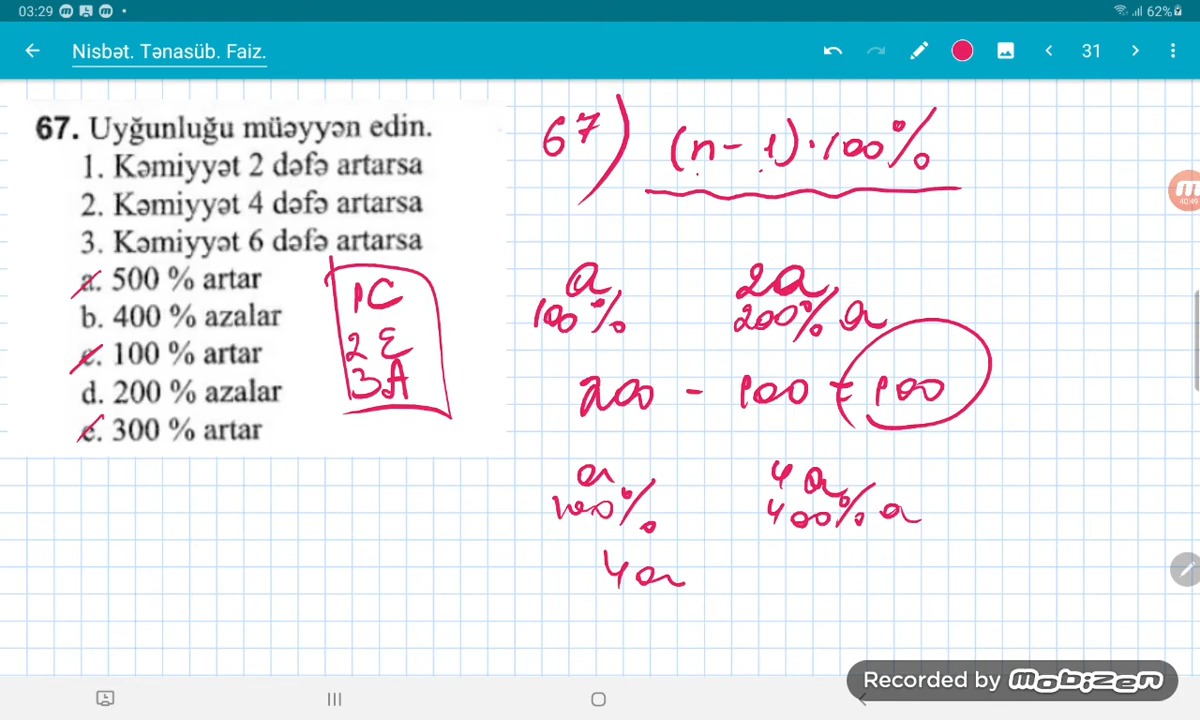 03:29
62%
Nisbət. Tənasüb. Faiz.
31
67. Uyğunluğu müəyyən edin.
1. Kəmiyyət 2 dəfə artarsa
2. Kəmiyyət 4 dəfə artarsa
3. Kəmiyyət 6 dəfə artarsa
a. 500 % artar
b. 400 % azalar
c. 100 % artar
d. 200 % azalar
e. 300 % artar
1C
2E
3A
67) (n-1)·100%
a 2a
100% 200% a
200 - 100 = 100
a 4a
100% 400% a
4a
40:49
Recorded by mobizen